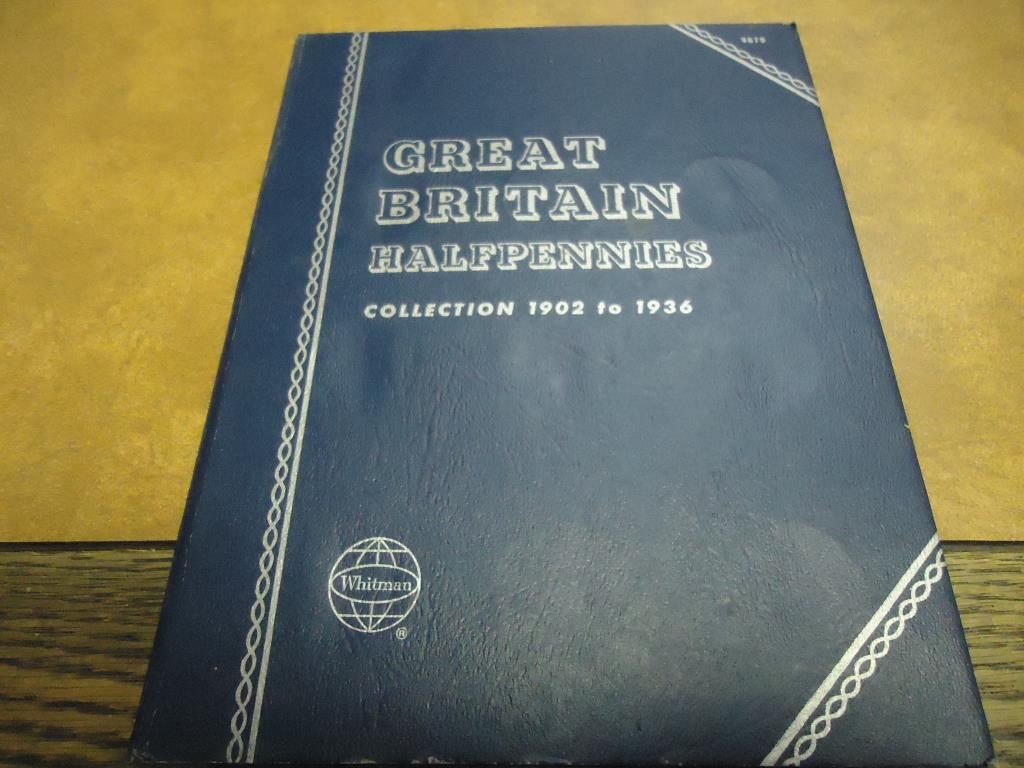 GREAT
BRITAIN
HALFPENNIES
COLLECTION 1902 to 1936
Whitman
®